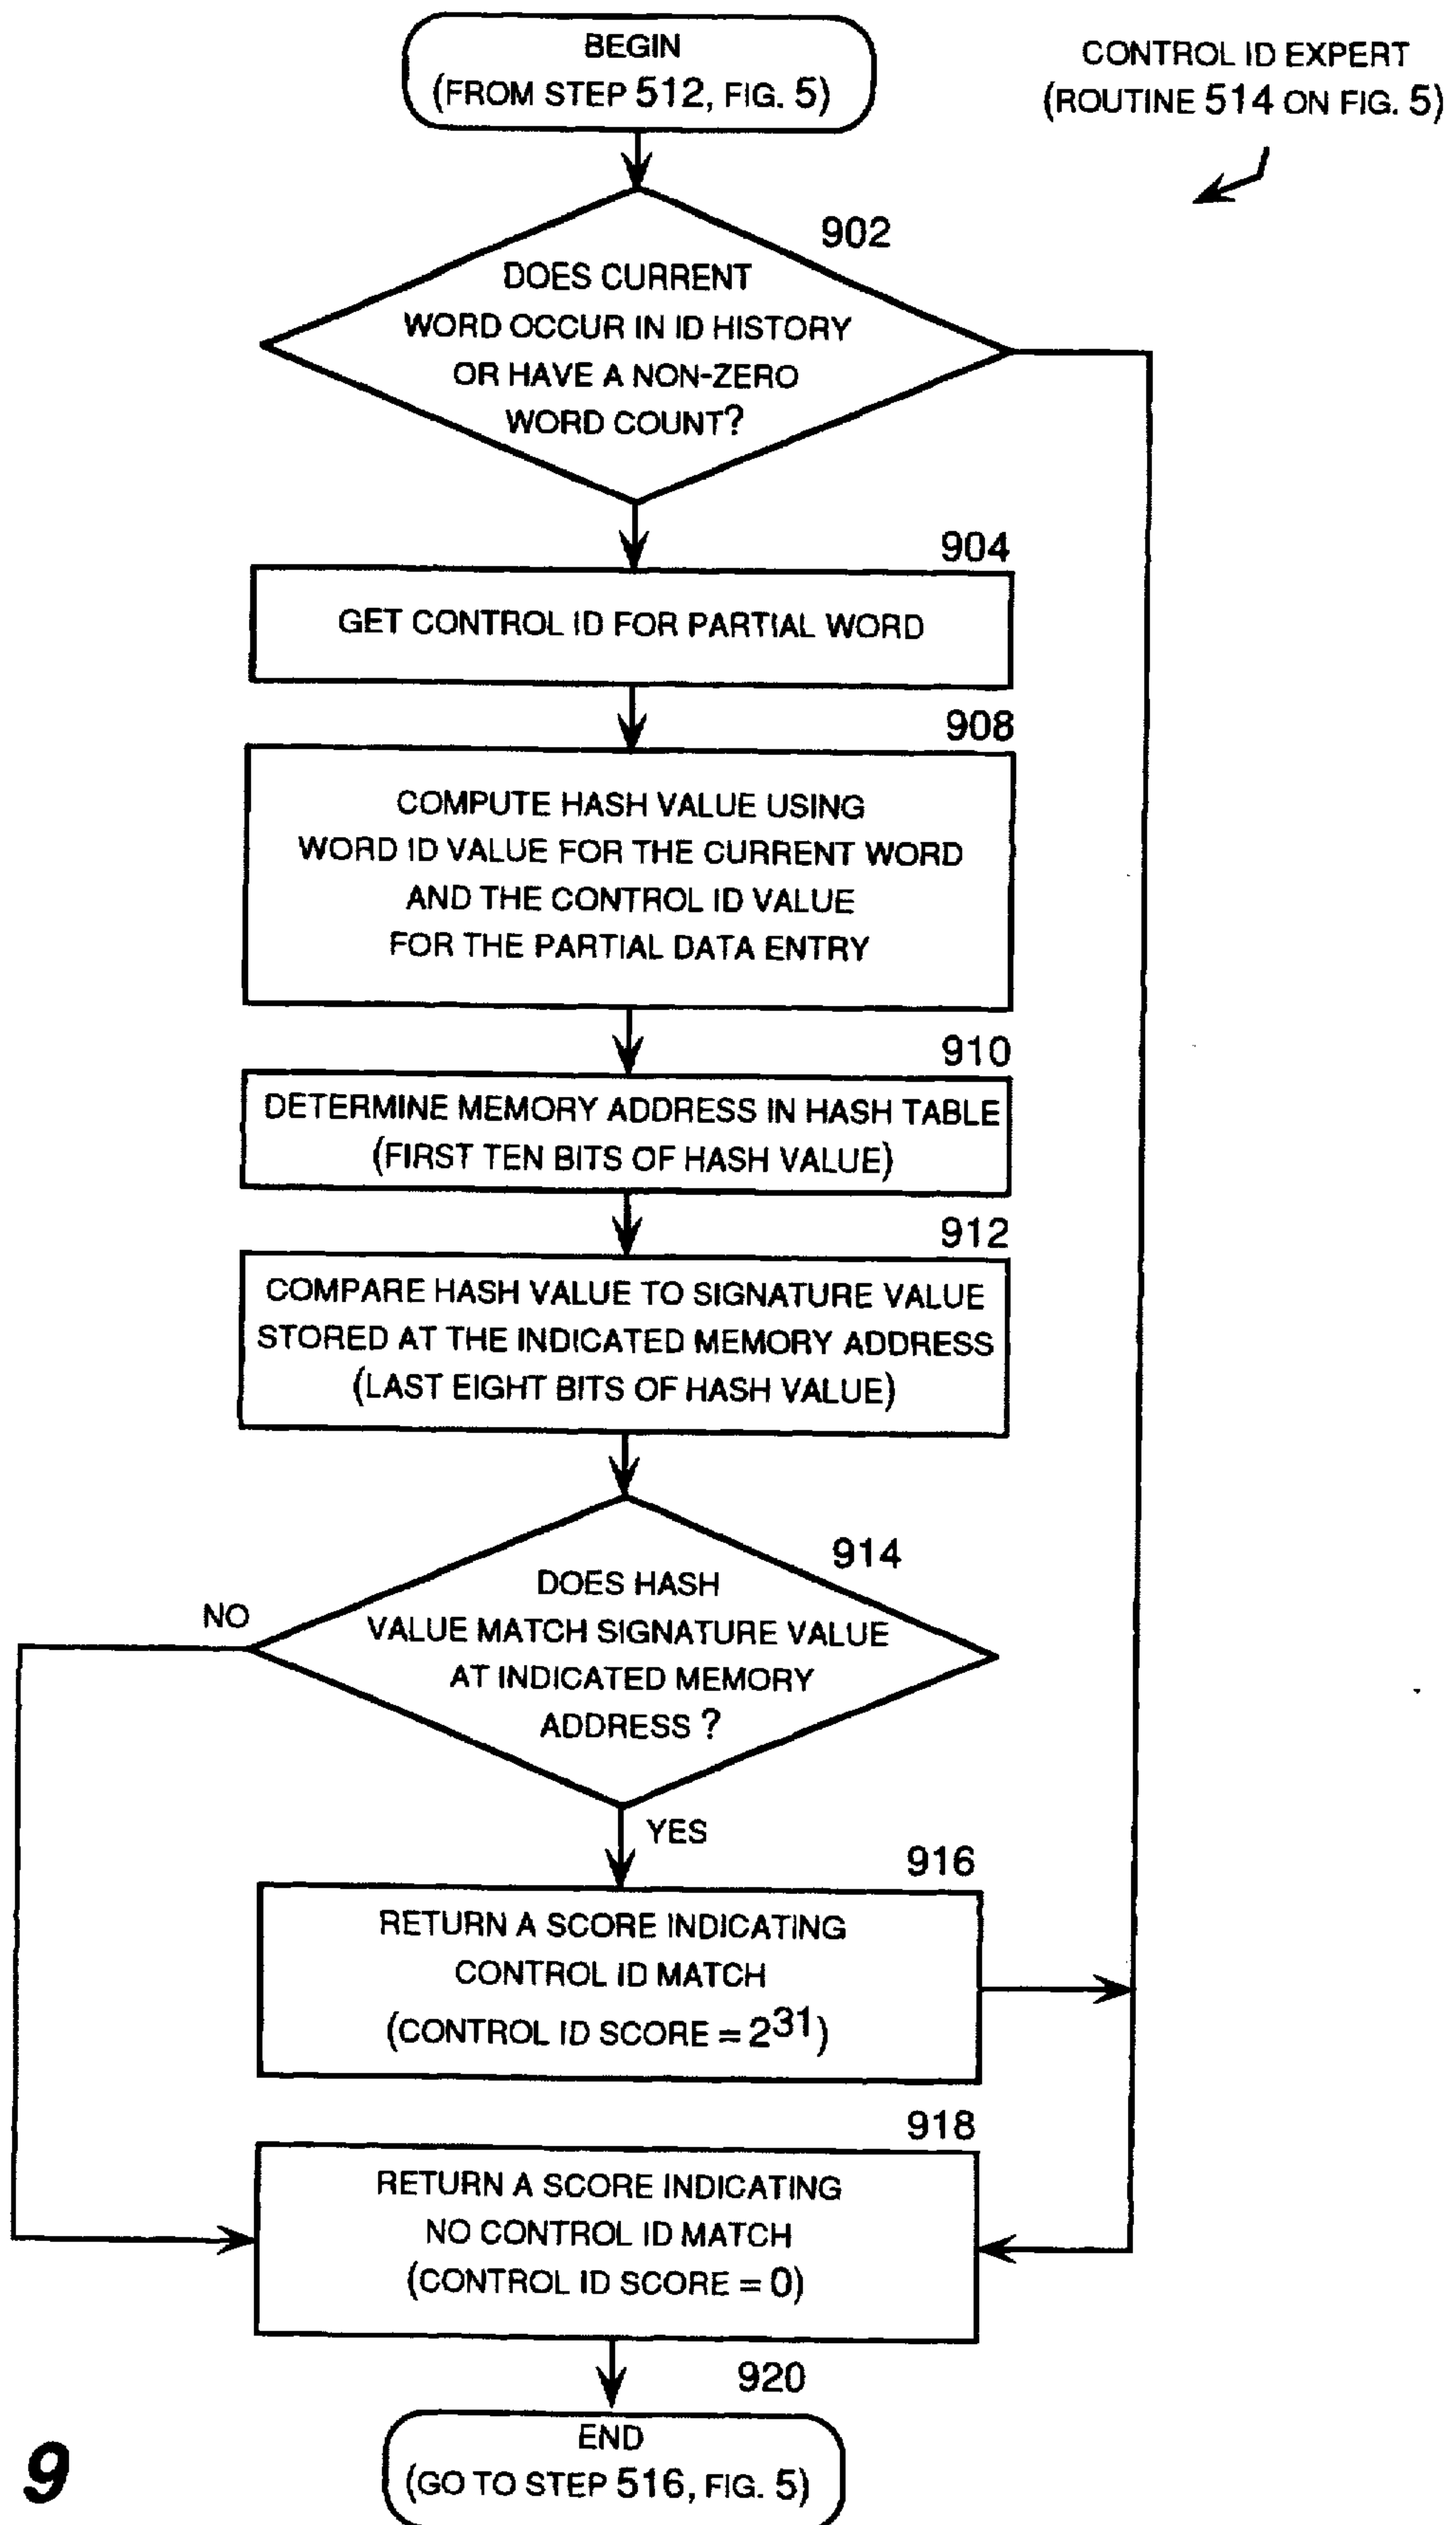 BEGIN
(FROM STEP 512, FIG. 5)
CONTROL ID EXPERT
(ROUTINE 514 ON FIG. 5)
902
DOES CURRENT
WORD OCCUR IN ID HISTORY
OR HAVE A NON-ZERO
WORD COUNT?
904
GET CONTROL ID FOR PARTIAL WORD
908
COMPUTE HASH VALUE USING
WORD ID VALUE FOR THE CURRENT WORD
AND THE CONTROL ID VALUE
FOR THE PARTIAL DATA ENTRY
910
DETERMINE MEMORY ADDRESS IN HASH TABLE
(FIRST TEN BITS OF HASH VALUE)
912
COMPARE HASH VALUE TO SIGNATURE VALUE
STORED AT THE INDICATED MEMORY ADDRESS
(LAST EIGHT BITS OF HASH VALUE)
914
DOES HASH
VALUE MATCH SIGNATURE VALUE
AT INDICATED MEMORY
ADDRESS ?
NO
YES
916
RETURN A SCORE INDICATING
CONTROL ID MATCH
(CONTROL ID SCORE = 2³¹)
918
RETURN A SCORE INDICATING
NO CONTROL ID MATCH
(CONTROL ID SCORE = 0)
920
END
(GO TO STEP 516, FIG. 5)
9